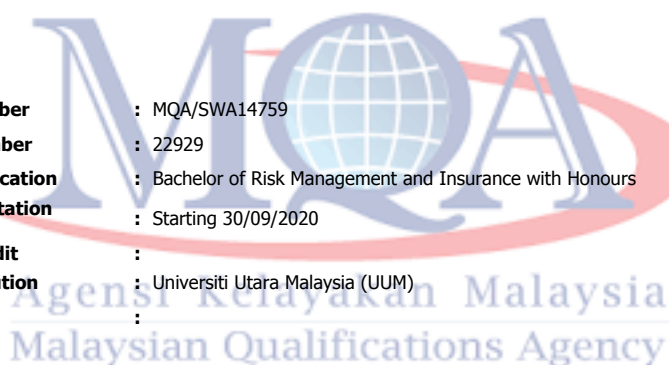 MQA
ber : MQA/SWA14759
ber : 22929
cation : Bachelor of Risk Management and Insurance with Honours
tation : Starting 30/09/2020
dit :
tion : Universiti Utara Malaysia (UUM)
:
Agensi Kelayakan Malaysia
Malaysian Qualifications Agency